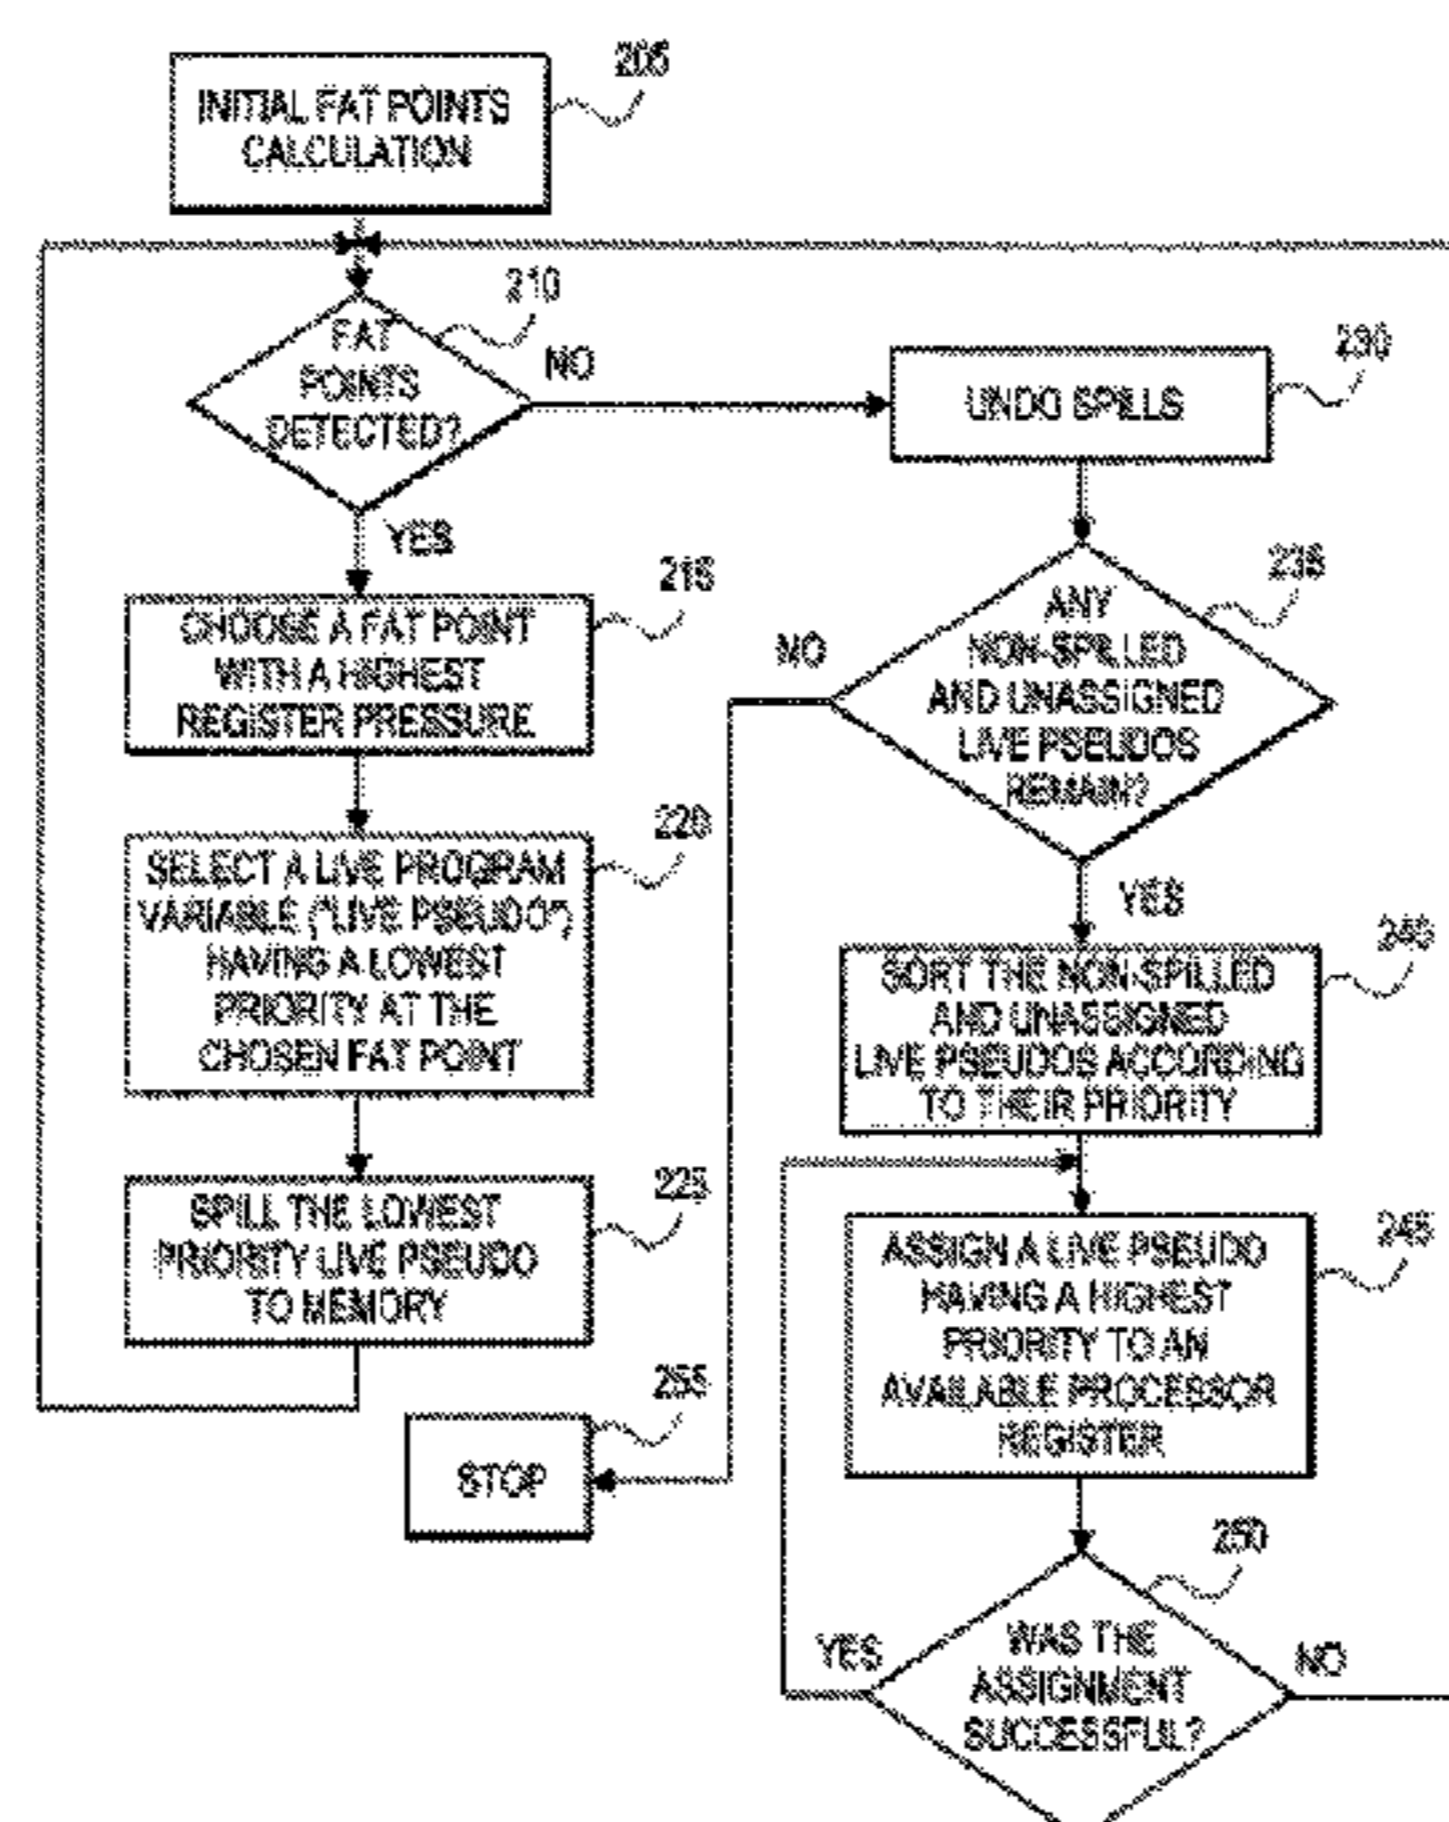 205
INITIAL FAT POINTS
CALCULATION
210
FAT
POINTS
DETECTED?
NO
YES
215
CHOOSE A FAT POINT
WITH A HIGHEST
REGISTER PRESSURE
220
SELECT A LIVE PROGRAM
VARIABLE ("LIVE PSEUDO")
HAVING A LOWEST
PRIORITY AT THE
CHOSEN FAT POINT
225
SPILL THE LOWEST
PRIORITY LIVE PSEUDO
TO MEMORY
255
STOP
230
UNDO SPILLS
235
ANY
NON-SPILLED
AND UNASSIGNED
LIVE PSEUDOS
REMAIN?
NO
YES
240
SORT THE NON-SPILLED
AND UNASSIGNED
LIVE PSEUDOS ACCORDING
TO THEIR PRIORITY
245
ASSIGN A LIVE PSEUDO
HAVING A HIGHEST
PRIORITY TO AN
AVAILABLE PROCESSOR
REGISTER
250
WAS THE
ASSIGNMENT
SUCCESSFUL?
YES
NO